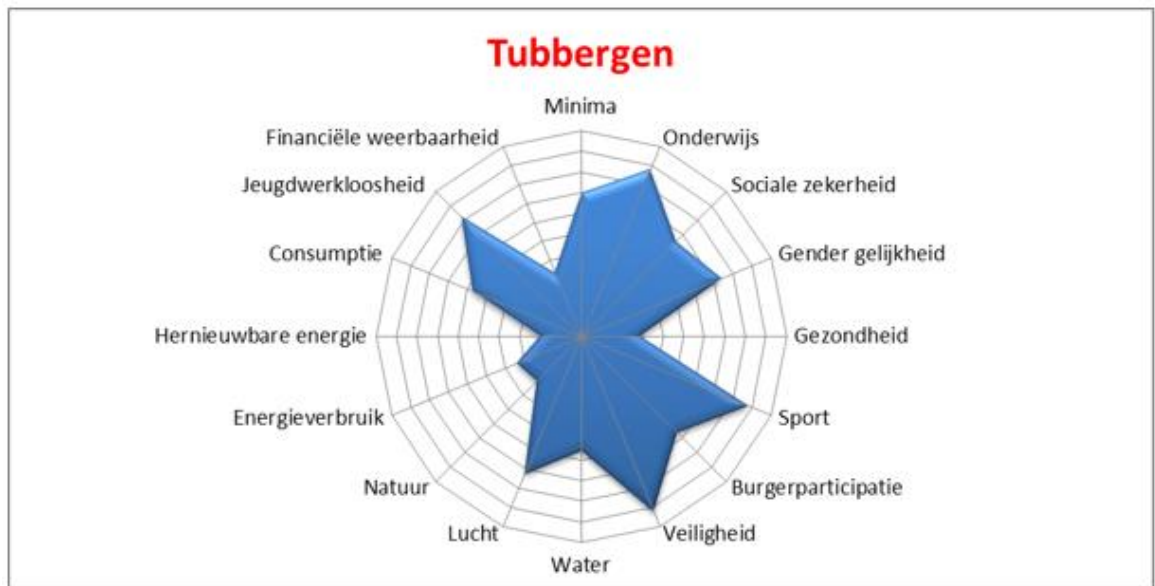 Tubbergen
Minima
Onderwijs
Sociale zekerheid
Gender gelijkheid
Gezondheid
Sport
Burgerparticipatie
Veiligheid
Water
Lucht
Natuur
Energieverbruik
Hernieuwbare energie
Consumptie
Jeugdwerkloosheid
Financiële weerbaarheid